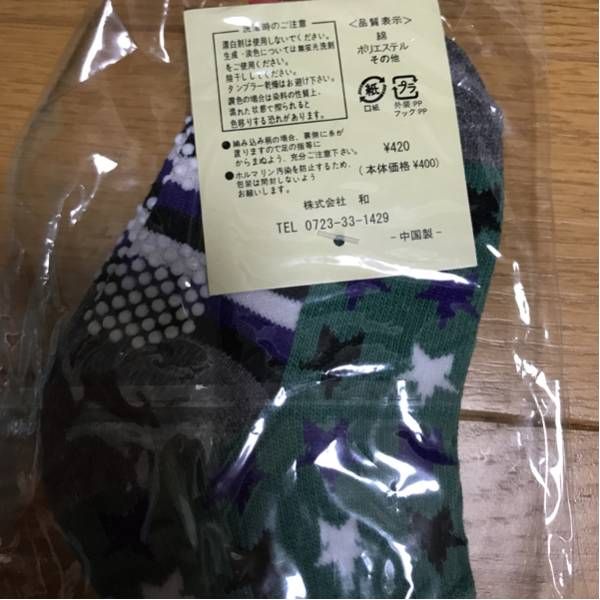 洗濯時のご注意
漂白剤は使用しないでください。
生成・淡色については無蛍光洗剤
をご使用ください。
陰干ししてください。
タンブラー乾燥はお避け下さい。
濃色の場合は染料の性質上、
濡れた状態で擦られると
色移りする恐れがあります。
●編み込み柄の場合、裏側に糸が
渡りますので足の指等に
からまぬよう、充分ご注意下さい。
●ホルマリン汚染を防止するため、
包装は開封しないよう
お願いします。
<品質表示>
綿
ポリエステル
その他
紙
口紙
プラ
外装 PP
フック PP
¥420
(本体価格 ¥400)
株式会社 和
TEL 0723-33-1429
-中国製-